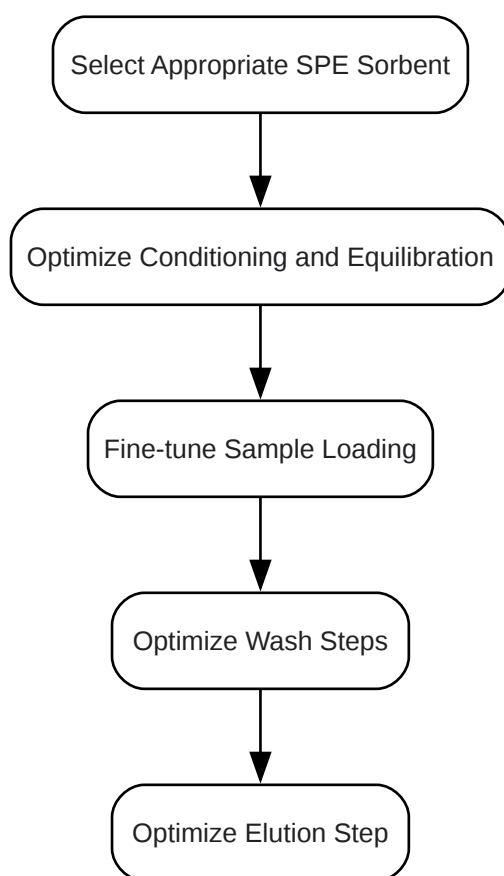 Select Appropriate SPE Sorbent
Optimize Conditioning and Equilibration
Fine-tune Sample Loading
Optimize Wash Steps
Optimize Elution Step